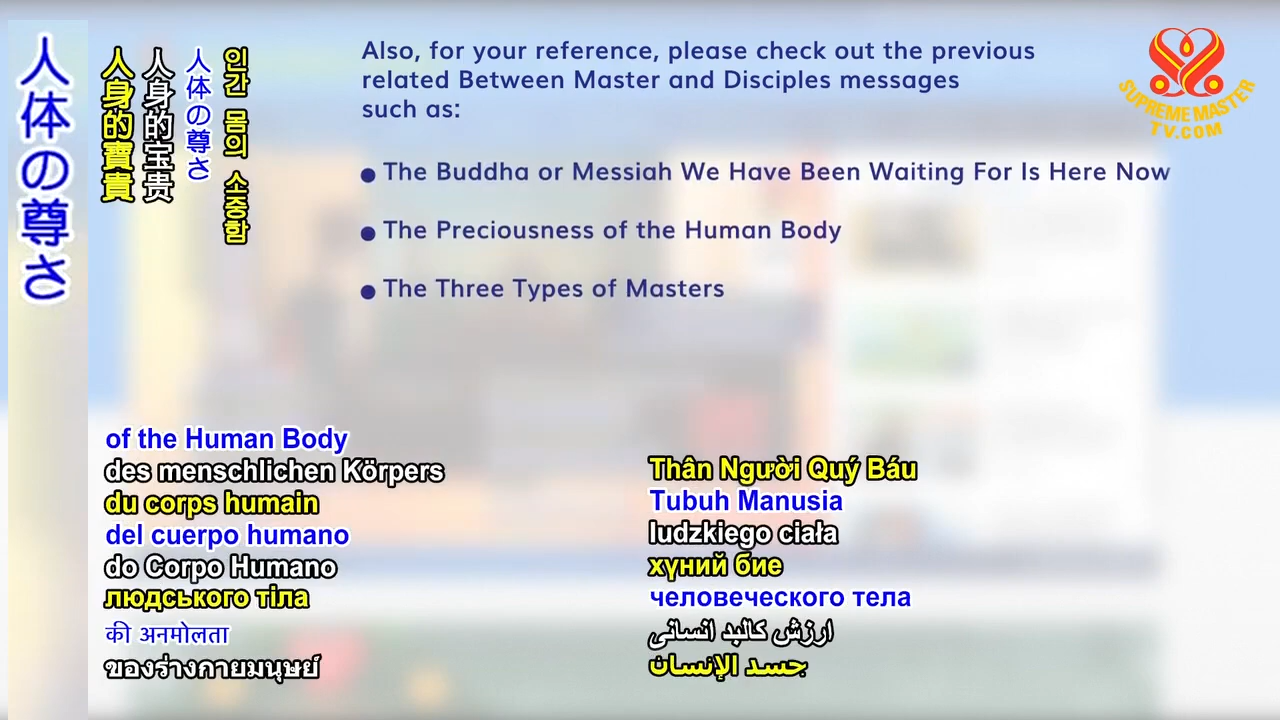 人体の尊さ
人身的寶貴
人身的宝贵
人体の尊さ
인간 몸의 소중함
Also, for your reference, please check out the previous
related Between Master and Disciples messages
such as:
● The Buddha or Messiah We Have Been Waiting For Is Here Now
● The Preciousness of the Human Body
● The Three Types of Masters
SUPREME MASTER
TV.COM
of the Human Body
des menschlichen Körpers
du corps humain
del cuerpo humano
do Corpo Humano
людського тіла
की अनमोलता
ของร่างกายมนุษย์
Thân Người Quý Báu
Tubuh Manusia
ludzkiego ciała
хүний бие
человеческого тела
ارزش کالبد انسانی
جسد الإنسان